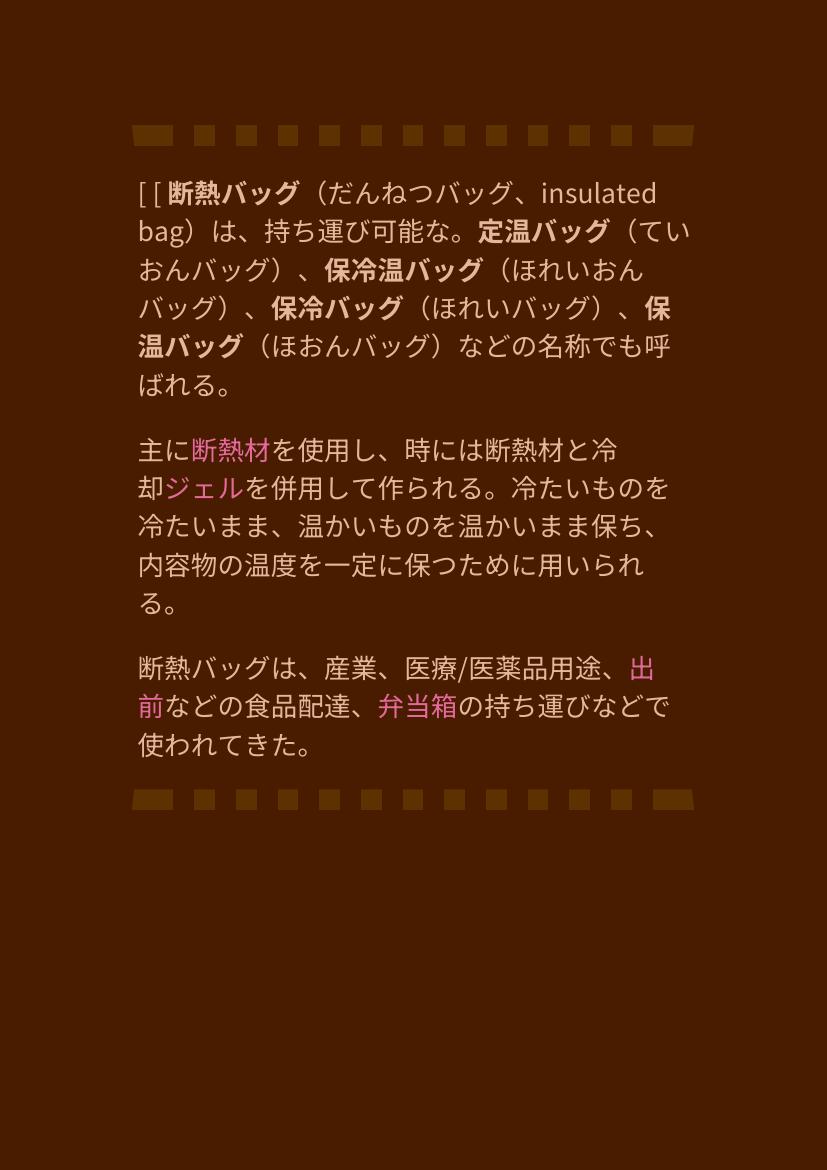 [ [ 断熱バッグ（だんねつバッグ、insulated
bag）は、持ち運び可能な。定温バッグ（てい
おんバッグ）、保冷温バッグ（ほれいおん
バッグ）、保冷バッグ（ほれいバッグ）、保
温バッグ（ほおんバッグ）などの名称でも呼
ばれる。
主に断熱材を使用し、時には断熱材と冷
却ジェルを併用して作られる。冷たいものを
冷たいまま、温かいものを温かいまま保ち、
内容物の温度を一定に保つために用いられ
る。
断熱バッグは、産業、医療/医薬品用途、出
前などの食品配達、弁当箱の持ち運びなどで
使われてきた。